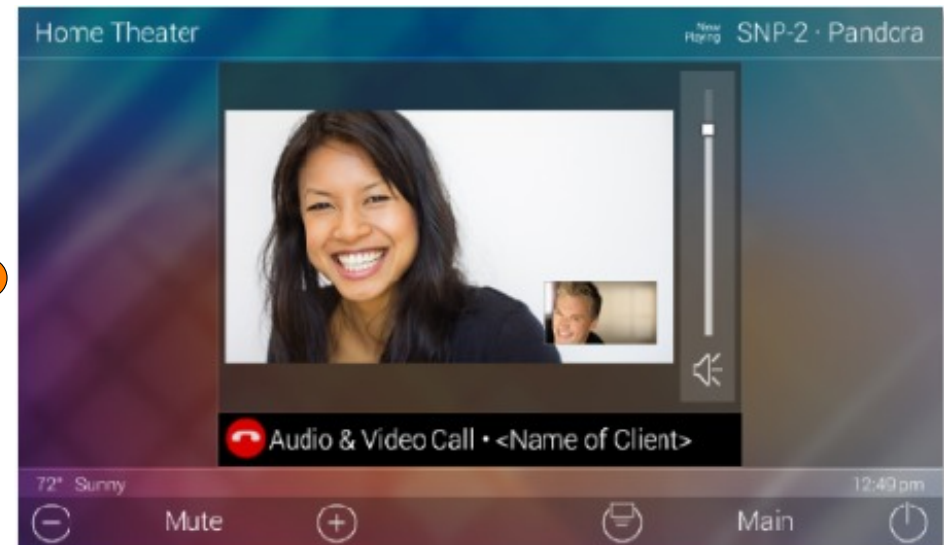 Home Theater
Now Playing SNP-2 · Pandora
Audio & Video Call • <Name of Client>
72° Sunny
12:49 pm
Mute
Main